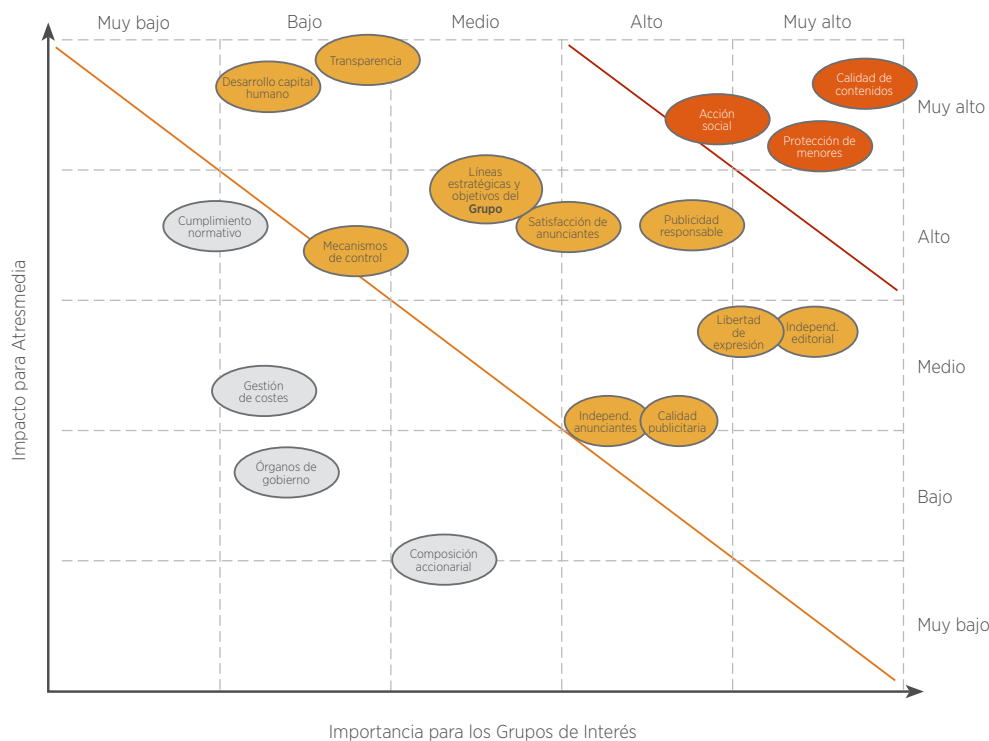 Muy bajo
Bajo
Medio
Alto
Muy alto
Transparencia
Desarrollo capital
humano
Calidad de
contenidos
Muy alto
Acción
social
Protección de
menores
Líneas
estratégicas y
objetivos del
Grupo
Cumplimiento
normativo
Satisfacción de
anunciantes
Publicidad
responsable
Alto
Mecanismos
de control
Impacto para Atresmedia
Libertad
de
expresión
Independ.
editorial
Medio
Gestión
de costes
Independ.
anunciantes
Calidad
publicitaria
Órganos de
gobierno
Bajo
Composición
accionarial
Muy bajo
Importancia para los Grupos de Interés